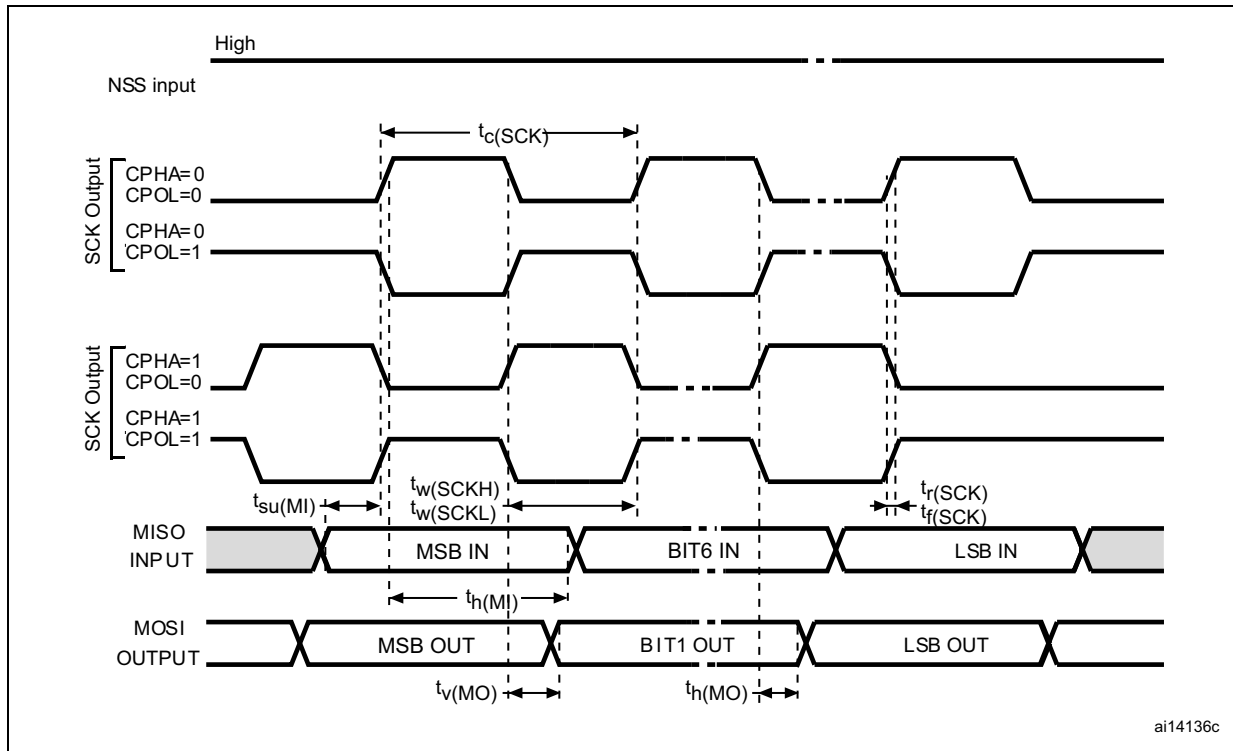 High
NSS input
tc(SCK)
SCK Output
CPHA=0
CPOL=0
CPHA=0
CPOL=1
SCK Output
CPHA=1
CPOL=0
CPHA=1
CPOL=1
tsu(MI)
tw(SCKH)
tw(SCKL)
tr(SCK)
tf(SCK)
MISO
INPUT
MSB IN
BIT6 IN
LSB IN
th(MI)
MOSI
OUTPUT
MSB OUT
BIT1 OUT
LSB OUT
tv(MO)
th(MO)
ai14136c